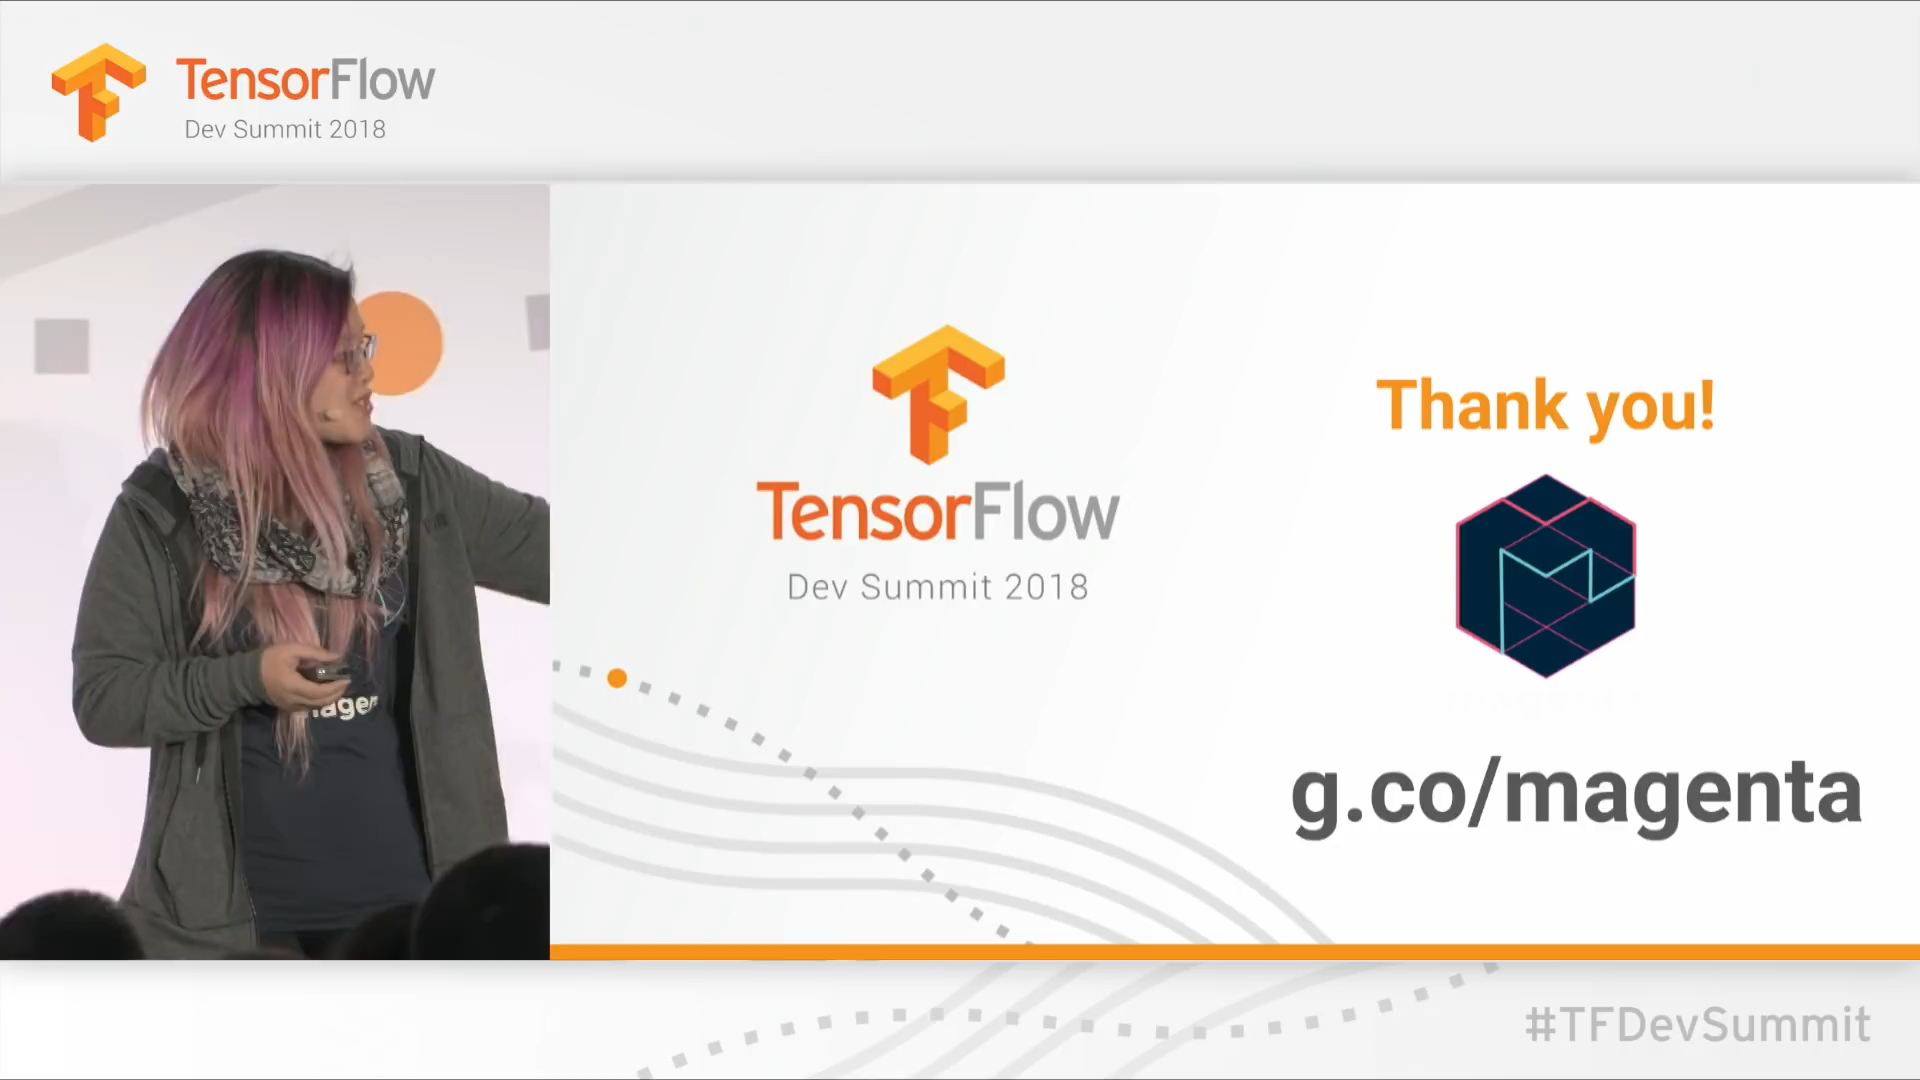 TensorFlow
Dev Summit 2018
TensorFlow
Dev Summit 2018
Thank you!
g.co/magenta
#TFDevSummit